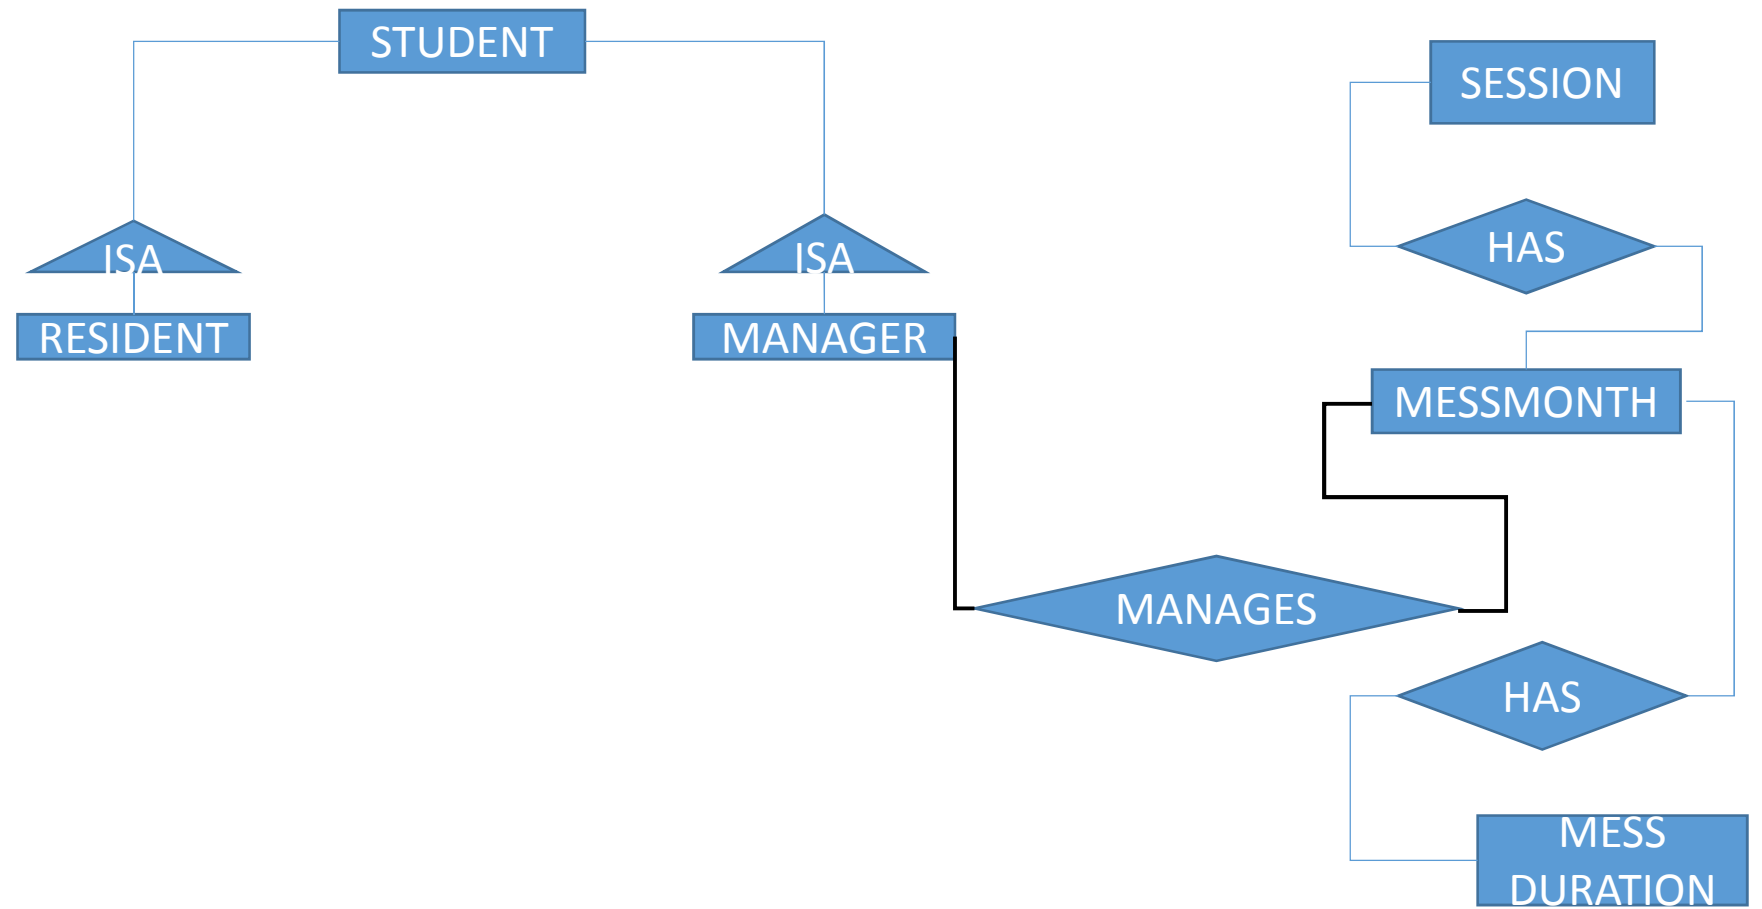 STUDENT
SESSION
ISA
ISA
HAS
RESIDENT
MANAGER
MESSMONTH
MANAGES
HAS
MESS
DURATION